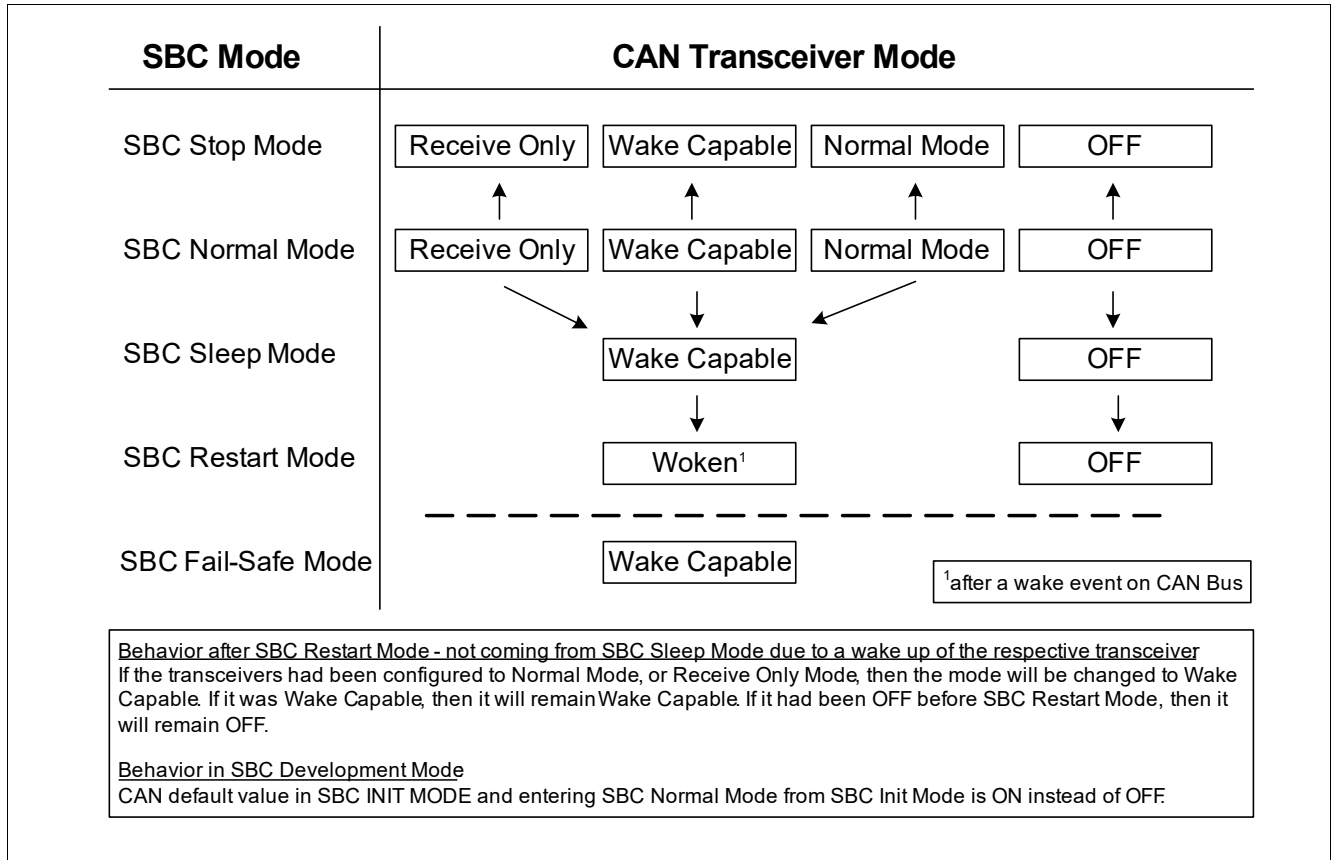 SBC Mode CAN Transceiver Mode
SBC Stop Mode Receive Only Wake Capable Normal Mode OFF
SBC Normal Mode Receive Only Wake Capable Normal Mode OFF
SBC Sleep Mode Wake Capable OFF
SBC Restart Mode Woken¹ OFF
SBC Fail-Safe Mode Wake Capable
¹after a wake event on CAN Bus
Behavior after SBC Restart Mode - not coming from SBC Sleep Mode due to a wake up of the respective transceiver
If the transceivers had been configured to Normal Mode, or Receive Only Mode, then the mode will be changed to Wake
Capable. If it was Wake Capable, then it will remain Wake Capable. If it had been OFF before SBC Restart Mode, then it
will remain OFF.
Behavior in SBC Development Mode
CAN default value in SBC INIT MODE and entering SBC Normal Mode from SBC Init Mode is ON instead of OFF.